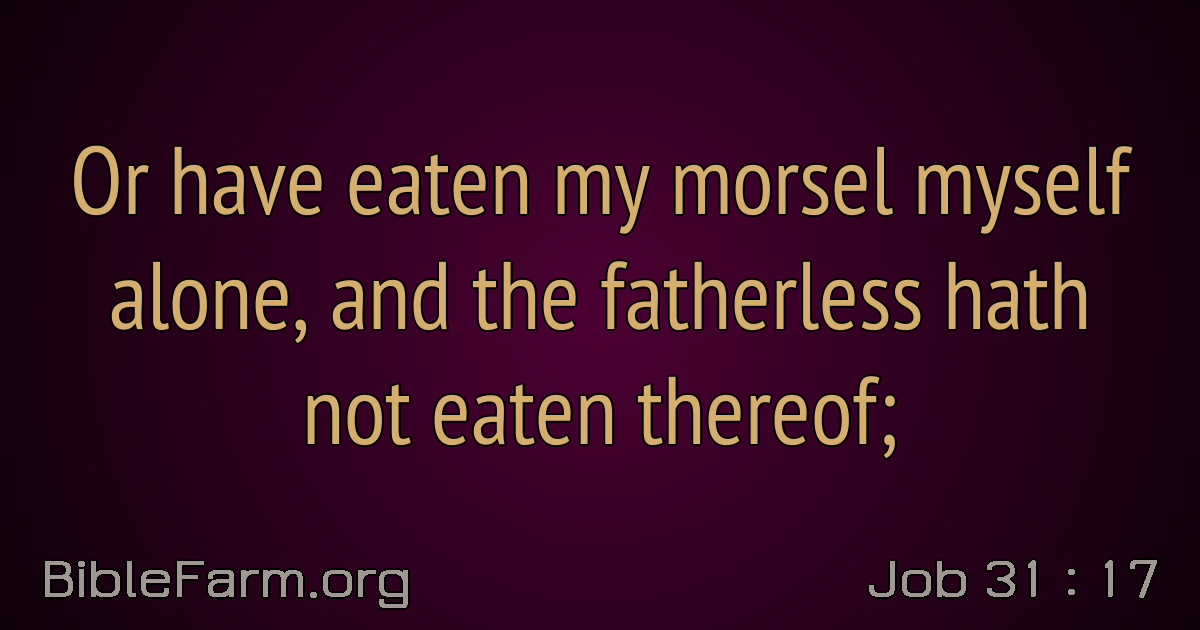 Or have eaten my morsel myself
alone, and the fatherless hath
not eaten thereof;
BibleFarm.org
Job 31 : 17